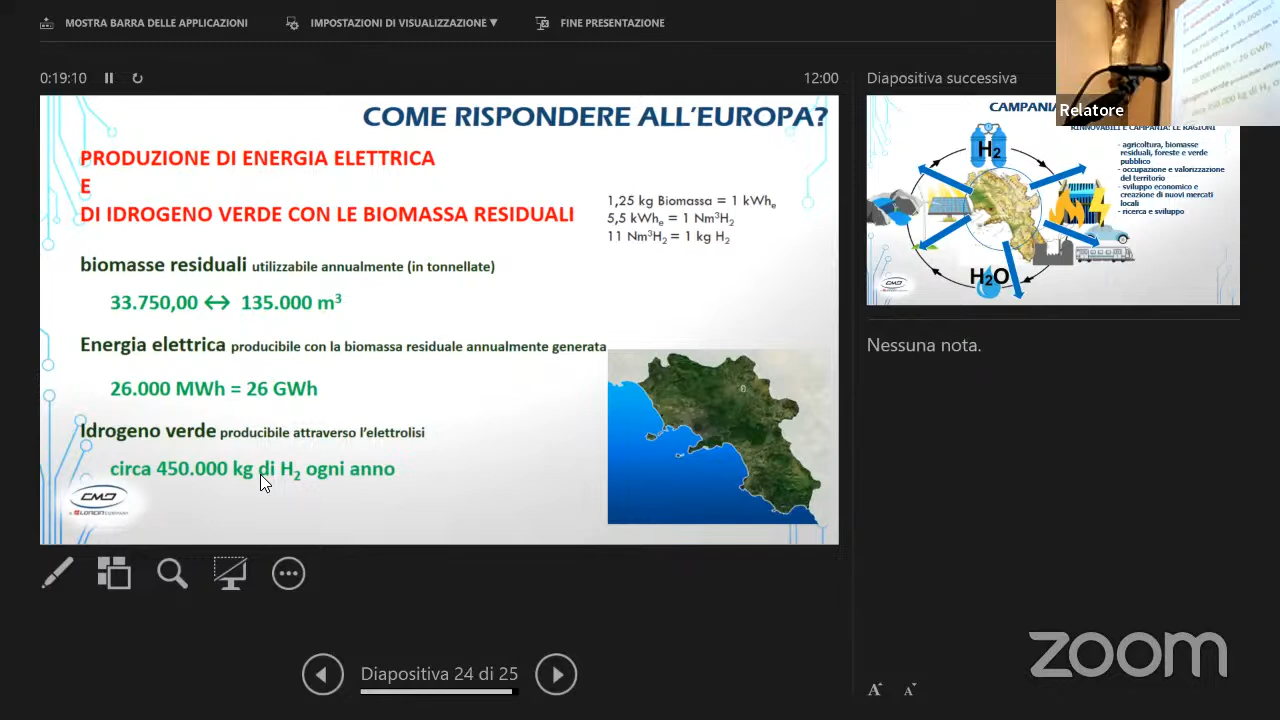 MOSTRA BARRA DELLE APPLICAZIONI
IMPOSTAZIONI DI VISUALIZZAZIONE ▼
FINE PRESENTAZIONE
0:19:10
12:00
COME RISPONDERE ALL'EUROPA?
PRODUZIONE DI ENERGIA ELETTRICA
E
DI IDROGENO VERDE CON LE BIOMASSA RESIDUALI
1,25 kg Biomassa = 1 kWhₑ
5,5 kWhₑ = 1 Nm³H₂
11 Nm³H₂ = 1 kg H₂
biomasse residuali utilizzabile annualmente (in tonnellate)
33.750,00 ↔ 135.000 m³
Energia elettrica producibile con la biomassa residuale annualmente generata
26.000 MWh = 26 GWh
Idrogeno verde producibile attraverso l'elettrolisi
circa 450.000 kg di H₂ ogni anno
CMD
Diapositiva 24 di 25
Diapositiva successiva
Relatore
CAMPANIA
RINNOVABILI E CAMPANIA: LE RAGIONI
- agricoltura, biomasse
residuali, foreste e verde
pubblico
- occupazione e valorizzazione
del territorio
- sviluppo economico e
creazione di nuovi mercati
locali
- ricerca e sviluppo
H₂
H₂O
Nessuna nota.
zoom
A A